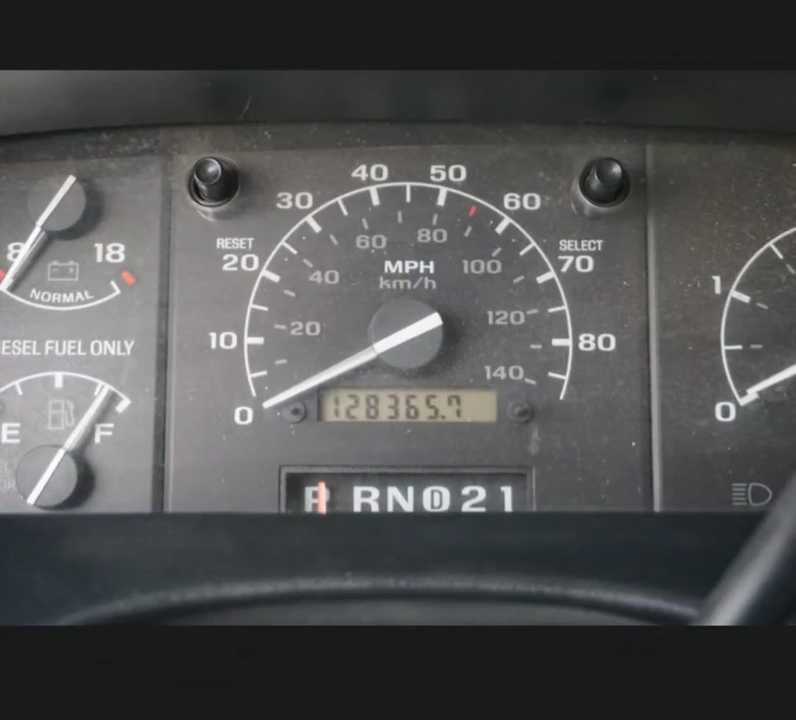 40 50
30 60
RESET SELECT
20 70
60 80
40 100
MPH
km/h
8 18
NORMAL
10 80
20 120
140
DIESEL FUEL ONLY
E F
0
128365.7
P R N D 2 1
1
0